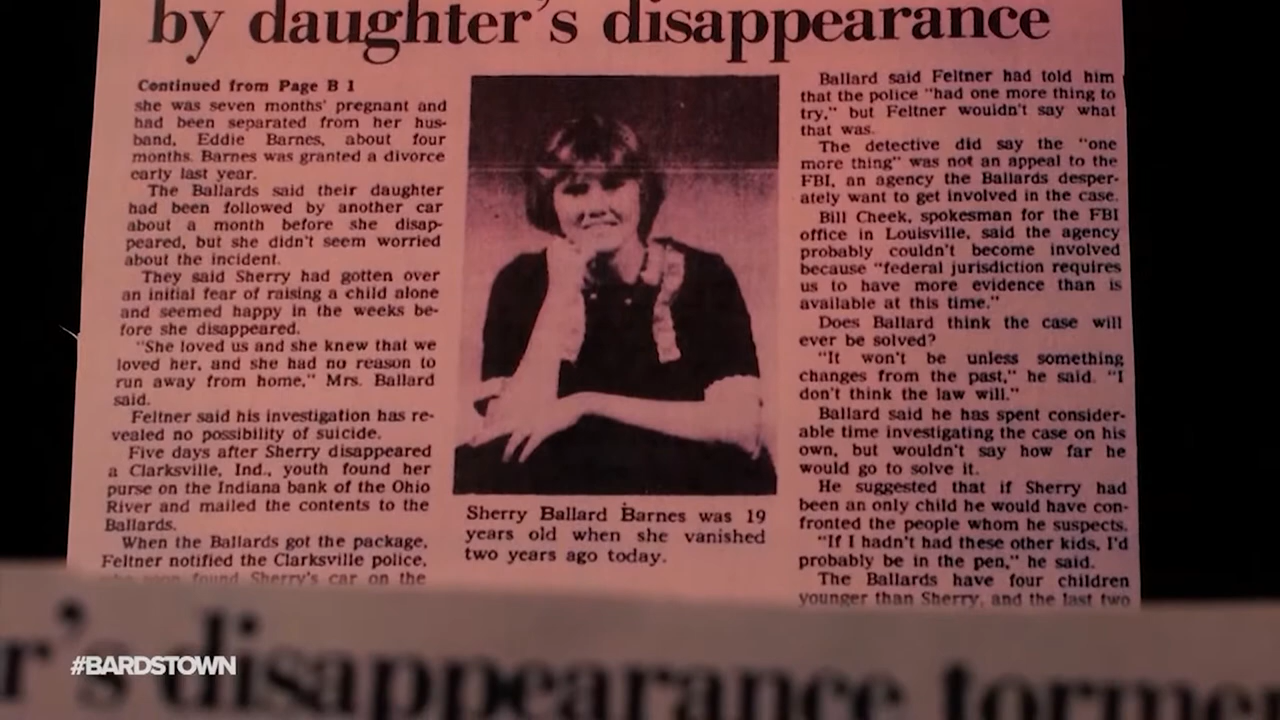 by daughter's disappearance
Continued from Page B 1
she was seven months' pregnant and
had been separated from her hus-
band, Eddie Barnes, about four
months. Barnes was granted a divorce
early last year.
The Ballards said their daughter
had been followed by another car
about a month before she disap-
peared, but she didn't seem worried
about the incident.
They said Sherry had gotten over
an initial fear of raising a child alone
and seemed happy in the weeks be-
fore she disappeared.
"She loved us and she knew that we
loved her, and she had no reason to
run away from home," Mrs. Ballard
said.
Feltner said his investigation has re-
vealed no possibility of suicide.
Five days after Sherry disappeared
a Clarksville, Ind., youth found her
purse on the Indiana bank of the Ohio
River and mailed the contents to the
Ballards.
When the Ballards got the package,
Feltner notified the Clarksville police,
who soon found Sherry's car on the
Sherry Ballard Barnes was 19
years old when she vanished
two years ago today.
Ballard said Feltner had told him
that the police "had one more thing to
try," but Feltner wouldn't say what
that was.
The detective did say the "one
more thing" was not an appeal to the
FBI, an agency the Ballards desper-
ately want to get involved in the case.
Bill Cheek, spokesman for the FBI
office in Louisville, said the agency
probably couldn't become involved
because "federal jurisdiction requires
us to have more evidence than is
available at this time."
Does Ballard think the case will
ever be solved?
"It won't be unless something
changes from the past," he said. "I
don't think the law will."
Ballard said he has spent consider-
able time investigating the case on his
own, but wouldn't say how far he
would go to solve it.
He suggested that if Sherry had
been an only child he would have con-
fronted the people whom he suspects.
"If I hadn't had these other kids, I'd
probably be in the pen," he said.
The Ballards have four children
younger than Sherry, and the last two
r's disappearance tormen
#BARDSTOWN